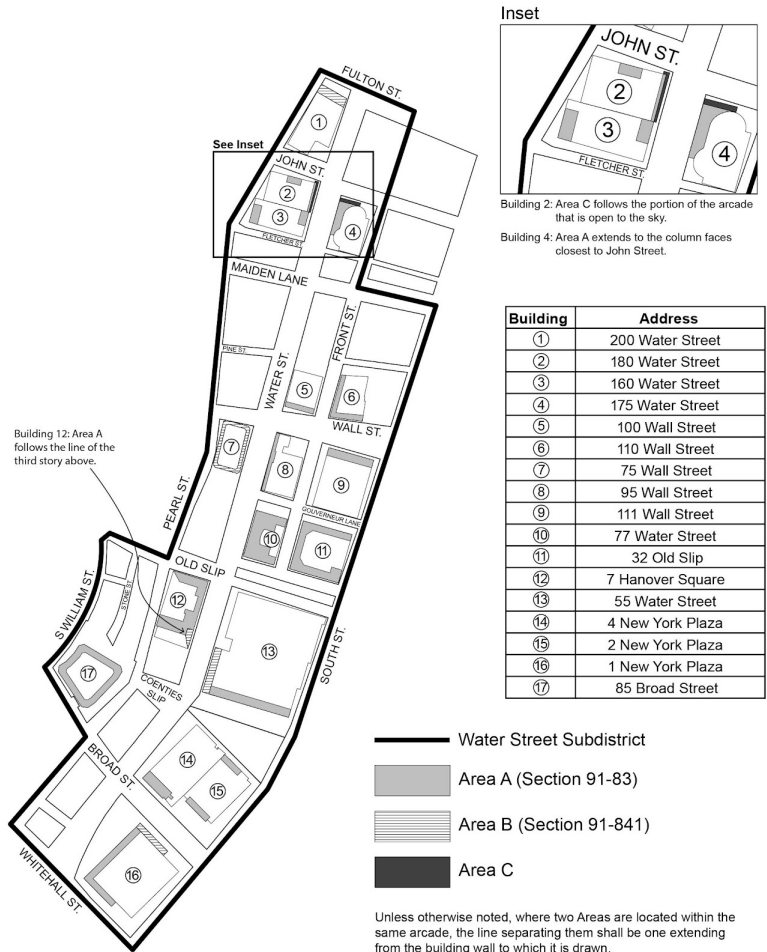 Inset
JOHN ST.
2
3
FLETCHER ST.
4
Building 2: Area C follows the portion of the arcade
that is open to the sky.
Building 4: Area A extends to the column faces
closest to John Street.
FULTON ST.
1
See Inset
JOHN ST.
2
3
4
FLETCHER ST.
MAIDEN LANE
FRONT ST.
PINE ST.
WATER ST.
5
6
WALL ST.
7
8
9
Building 12: Area A
follows the line of the
third story above.
PEARL ST.
GOUVERNEUR LANE
10
11
OLD SLIP
S WILLIAM ST.
STONE ST.
12
13
SOUTH ST.
17
COENTIES
SLIP
14
15
BROAD ST.
16
WHITEHALL ST.
Building Address
1 200 Water Street
2 180 Water Street
3 160 Water Street
4 175 Water Street
5 100 Wall Street
6 110 Wall Street
7 75 Wall Street
8 95 Wall Street
9 111 Wall Street
10 77 Water Street
11 32 Old Slip
12 7 Hanover Square
13 55 Water Street
14 4 New York Plaza
15 2 New York Plaza
16 1 New York Plaza
17 85 Broad Street
Water Street Subdistrict
Area A (Section 91-83)
Area B (Section 91-841)
Area C
Unless otherwise noted, where two Areas are located within the
same arcade, the line separating them shall be one extending
from the building wall to which it is drawn.